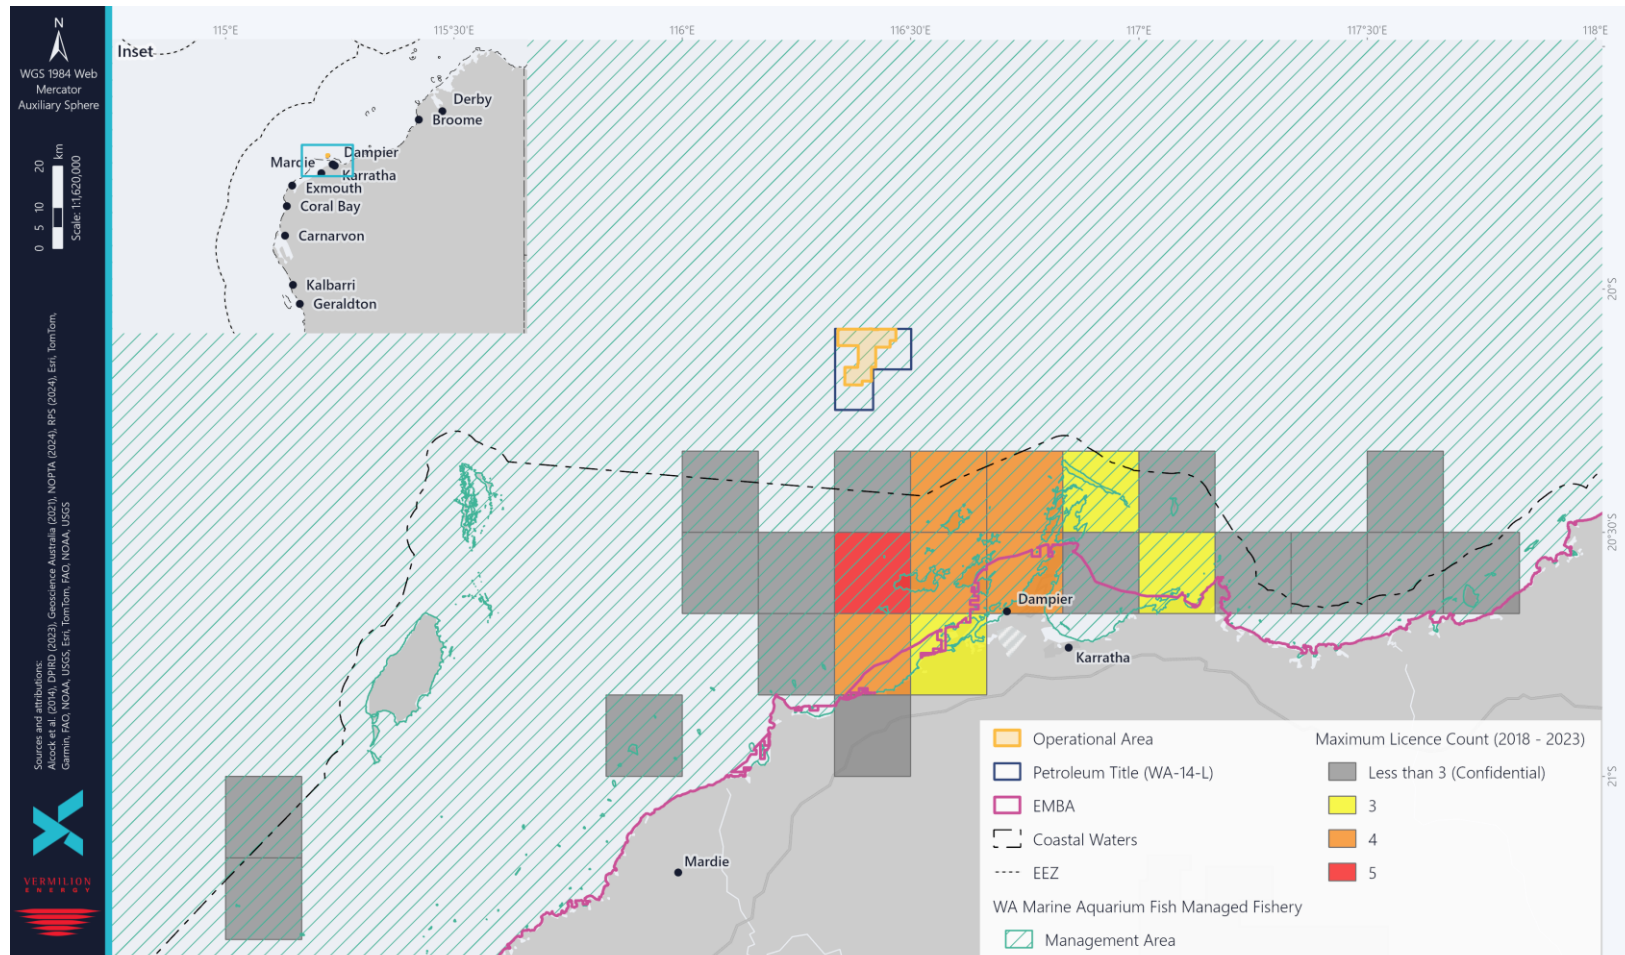 N
WGS 1984 Web
Mercator
Auxiliary Sphere
0 5 10 20
km
Scale: 1:1,620,000
Sources and attributions:
Alcock et al. (2014), DPIRD (2023), Geoscience Australia (2021), NOPTA (2024), RPS (2024), Esri, TomTom,
Garmin, FAO, NOAA, USGS, Esri, TomTom, FAO, NOAA, USGS
VERMILION
ENERGY
115°E
115°30'E
116°E
116°30'E
117°E
117°30'E
118°E
Inset
Derby
Broome
Dampier
Mardie
Karratha
Exmouth
Coral Bay
Carnarvon
Kalbarri
Geraldton
20°S
20°30'S
21°S
Dampier
Karratha
Mardie
Operational Area
Petroleum Title (WA-14-L)
EMBA
Coastal Waters
EEZ
WA Marine Aquarium Fish Managed Fishery
Management Area
Maximum Licence Count (2018 - 2023)
Less than 3 (Confidential)
3
4
5